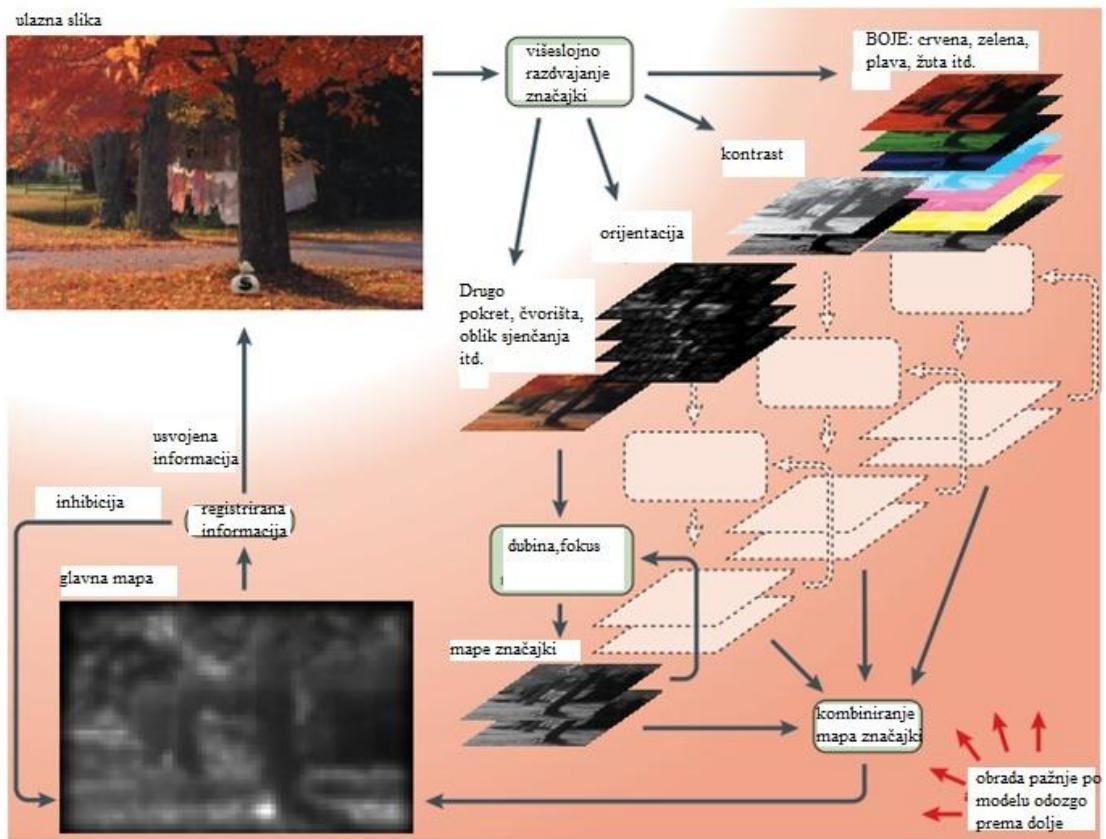 ulazna slika
višeslojno
razdvajanje
značajki
BOJE: crvena, zelena,
plava, žuta itd.
kontrast
orijentacija
Drugo
pokret, čvorišta,
oblik sjenčanja
itd.
$
usvojena
informacija
inhibicija
registrirana
informacija
glavna mapa
dubina,fokus
mape značajki
kombiniranje
mapa značajki
obrada pažnje po
modelu odozgo
prema dolje